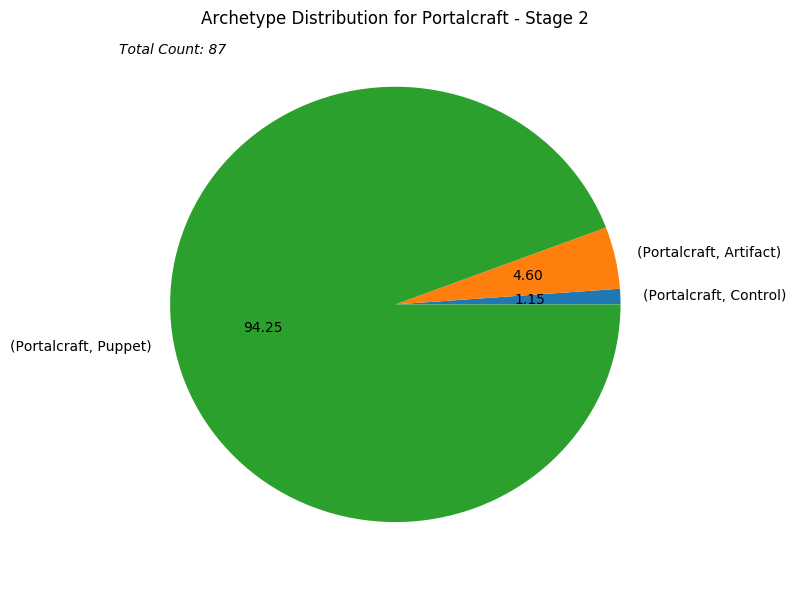 Archetype Distribution for Portalcraft - Stage 2
Total Count: 87
(Portalcraft, Artifact)
4.60
(Portalcraft, Control)
1.15
94.25
(Portalcraft, Puppet)